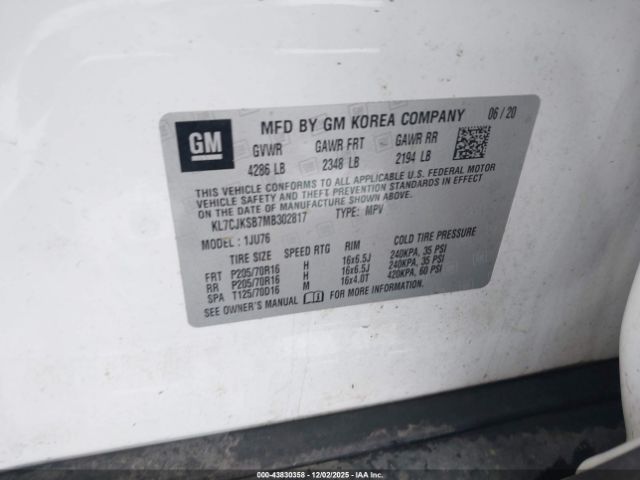 GM
MFD BY GM KOREA COMPANY 06/20
GVWR GAWR FRT GAWR RR
4286 LB 2348 LB 2194 LB
THIS VEHICLE CONFORMS TO ALL APPLICABLE U.S. FEDERAL MOTOR
VEHICLE SAFETY AND THEFT PREVENTION STANDARDS IN EFFECT ON
THE DATE OF MANUFACTURE SHOWN ABOVE.
KL7CJKSB7MB302817 TYPE: MPV
MODEL: 1JU76
TIRE SIZE SPEED RTG RIM COLD TIRE PRESSURE
FRT P205/70R16 H 16x6.5J 240KPA, 35 PSI
RR P205/70R16 H 16x6.5J 240KPA, 35 PSI
SPA T125/70D16 M 16x4.0T 420KPA, 60 PSI
SEE OWNER'S MANUAL FOR MORE INFORMATION.
© -- 43830358 -- 12/02/2025 -- IAAI.com